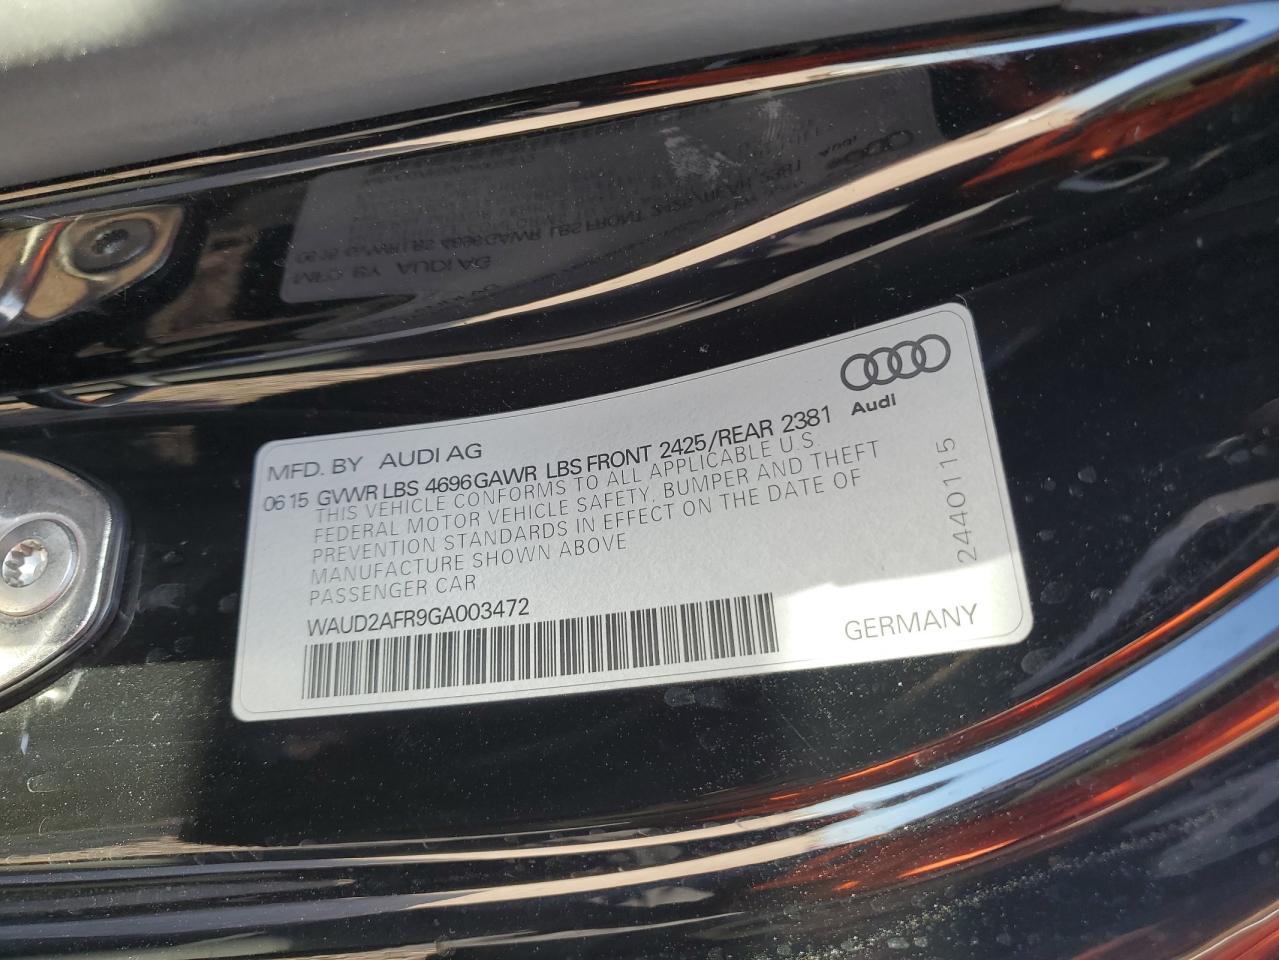 MFD. BY AUDI AG
06 15 GVWR LBS 4696 GAWR LBS FRONT 2425/REAR 2381
THIS VEHICLE CONFORMS TO ALL APPLICABLE U.S.
FEDERAL MOTOR VEHICLE SAFETY, BUMPER AND THEFT
PREVENTION STANDARDS IN EFFECT ON THE DATE OF
MANUFACTURE SHOWN ABOVE
PASSENGER CAR
WAUD2AFR9GA003472
GERMANY
Audi
2440115